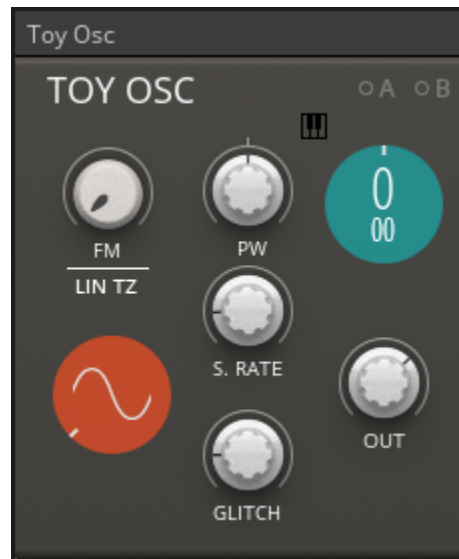 Toy Osc
TOY OSC
A B
0
00
FM
PW
LIN TZ
S. RATE
OUT
GLITCH